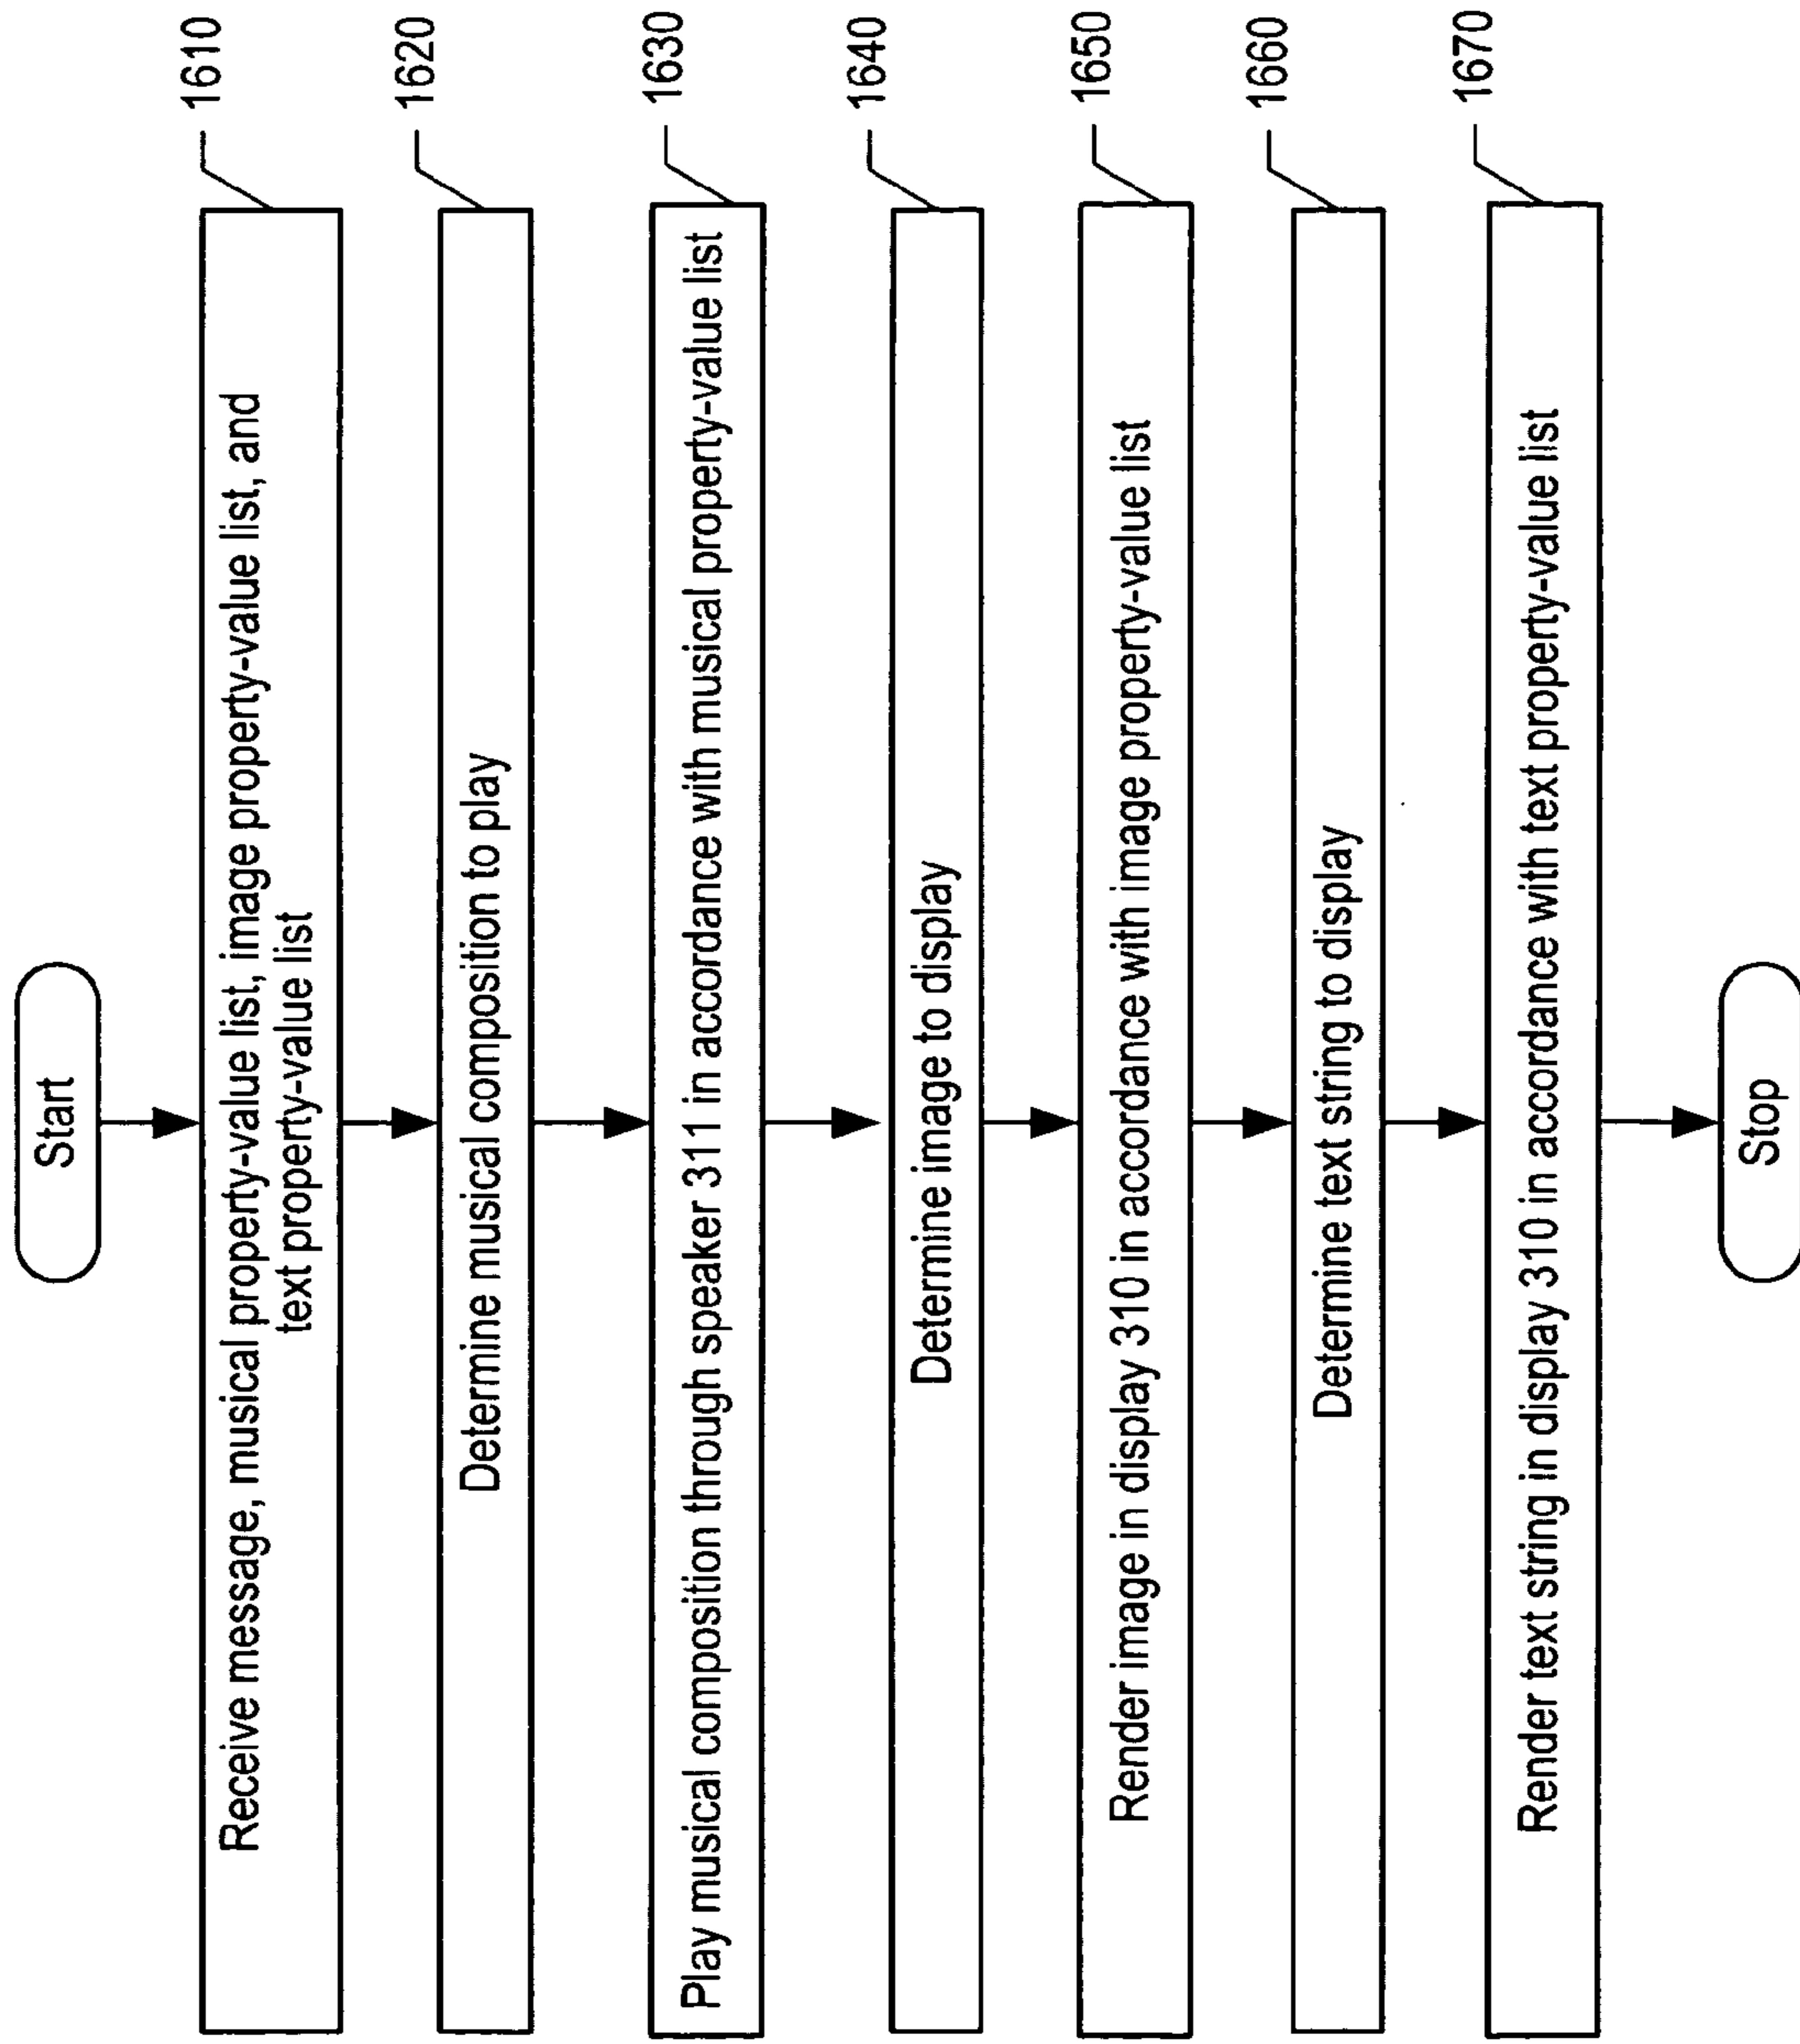 Start
Receive message, musical property-value list, image property-value list, and
text property-value list
1610
Determine musical composition to play
1620
Play musical composition through speaker 311 in accordance with musical property-value list
1630
Determine image to display
1640
Render image in display 310 in accordance with image property-value list
1650
Determine text string to display
1660
Render text string in display 310 in accordance with text property-value list
1670
Stop